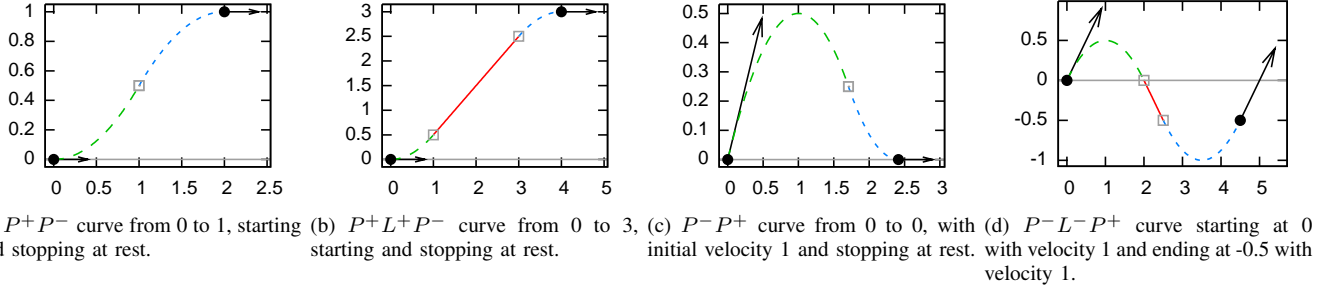 1
0.8
0.6
0.4
0.2
0
0 0.5 1 1.5 2 2.5
3
2.5
2
1.5
1
0.5
0
0 1 2 3 4 5
0.5
0.4
0.3
0.2
0.1
0
0 0.5 1 1.5 2 2.5 3
0.5
0
-0.5
-1
0 1 2 3 4 5
P⁺P⁻ curve from 0 to 1, starting
stopping at rest.
(b) P⁺L⁺P⁻ curve from 0 to 3,
starting and stopping at rest.
(c) P⁻P⁺ curve from 0 to 0, with
initial velocity 1 and stopping at rest.
(d) P⁻L⁻P⁺ curve starting at 0
with velocity 1 and ending at -0.5 with
velocity 1.